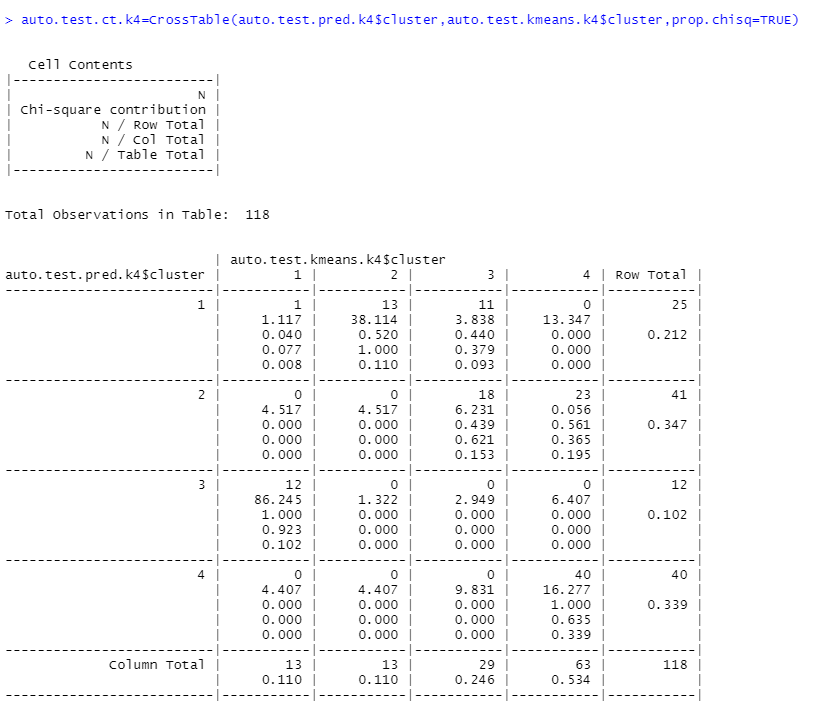 > auto.test.ct.k4=CrossTable(auto.test.pred.k4$cluster,auto.test.kmeans.k4$cluster,prop.chisq=TRUE)
Cell Contents
|-------------------------|
|                       N |
| Chi-square contribution |
|           N / Row Total |
|           N / Col Total |
|         N / Table Total |
|-------------------------|
Total Observations in Table:  118
                         | auto.test.kmeans.k4$cluster
auto.test.pred.k4$cluster |         1 |         2 |         3 |         4 | Row Total |
--------------------------|-----------|-----------|-----------|-----------|-----------|
                        1 |         1 |        13 |        11 |         0 |        25 |
                          |     1.117 |    38.114 |     3.838 |    13.347 |           |
                          |     0.040 |     0.520 |     0.440 |     0.000 |     0.212 |
                          |     0.077 |     1.000 |     0.379 |     0.000 |           |
                          |     0.008 |     0.110 |     0.093 |     0.000 |           |
--------------------------|-----------|-----------|-----------|-----------|-----------|
                        2 |         0 |         0 |        18 |        23 |        41 |
                          |     4.517 |     4.517 |     6.231 |     0.056 |           |
                          |     0.000 |     0.000 |     0.439 |     0.561 |     0.347 |
                          |     0.000 |     0.000 |     0.621 |     0.365 |           |
                          |     0.000 |     0.000 |     0.153 |     0.195 |           |
--------------------------|-----------|-----------|-----------|-----------|-----------|
                        3 |        12 |         0 |         0 |         0 |        12 |
                          |    86.245 |     1.322 |     2.949 |     6.407 |           |
                          |     1.000 |     0.000 |     0.000 |     0.000 |     0.102 |
                          |     0.923 |     0.000 |     0.000 |     0.000 |           |
                          |     0.102 |     0.000 |     0.000 |     0.000 |           |
--------------------------|-----------|-----------|-----------|-----------|-----------|
                        4 |         0 |         0 |         0 |        40 |        40 |
                          |     4.407 |     4.407 |     9.831 |    16.277 |           |
                          |     0.000 |     0.000 |     0.000 |     1.000 |     0.339 |
                          |     0.000 |     0.000 |     0.000 |     0.635 |           |
                          |     0.000 |     0.000 |     0.000 |     0.339 |           |
--------------------------|-----------|-----------|-----------|-----------|-----------|
             Column Total |        13 |        13 |        29 |        63 |       118 |
                          |     0.110 |     0.110 |     0.246 |     0.534 |           |
--------------------------|-----------|-----------|-----------|-----------|-----------|